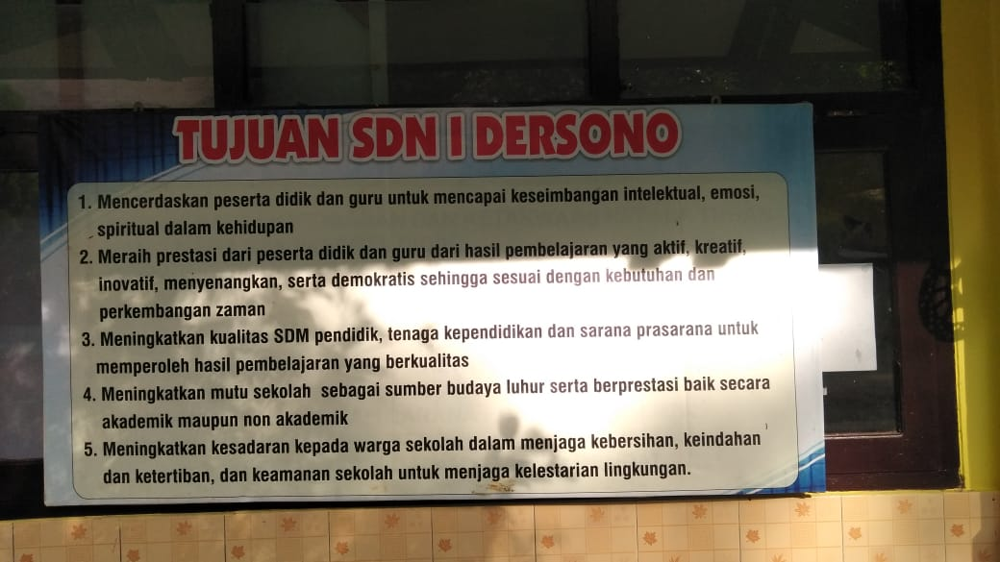 TUJUAN SDN I DERSONO
1. Mencerdaskan peserta didik dan guru untuk mencapai keseimbangan intelektual, emosi,
spiritual dalam kehidupan
2. Meraih prestasi dari peserta didik dan guru dari hasil pembelajaran yang aktif, kreatif,
inovatif, menyenangkan, serta demokratis sehingga sesuai dengan kebutuhan dan
perkembangan zaman
3. Meningkatkan kualitas SDM pendidik, tenaga kependidikan dan sarana prasarana untuk
memperoleh hasil pembelajaran yang berkualitas
4. Meningkatkan mutu sekolah sebagai sumber budaya luhur serta berprestasi baik secara
akademik maupun non akademik
5. Meningkatkan kesadaran kepada warga sekolah dalam menjaga kebersihan, keindahan
dan ketertiban, dan keamanan sekolah untuk menjaga kelestarian lingkungan.